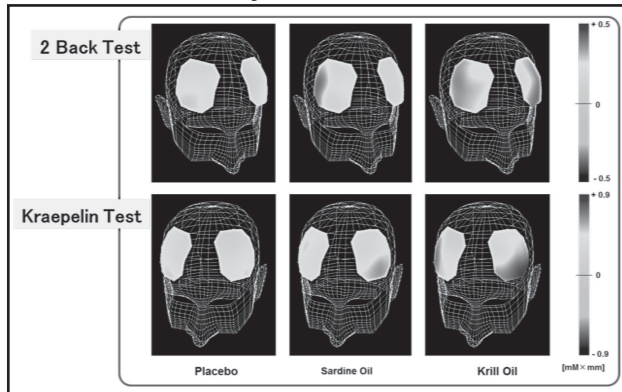 2 Back Test
+ 0.5
0
- 0.5
Kraepelin Test
+ 0.9
0
- 0.9
[mM×mm]
Placebo
Sardine Oil
Krill Oil